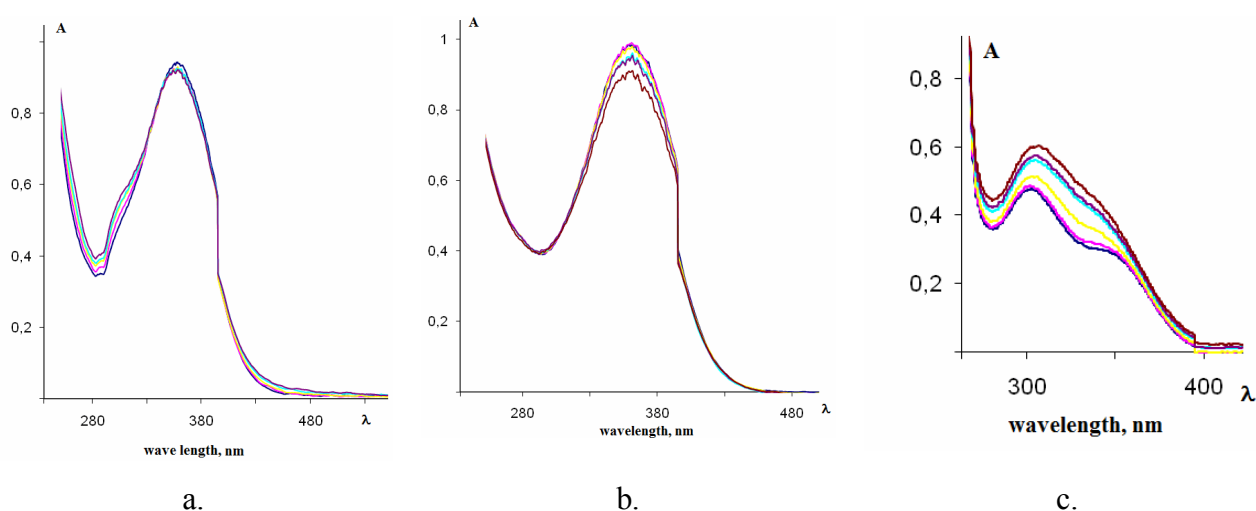 A
0,8
0,6
0,4
0,2
280
380
480
λ
wave length, nm
a.
A
1
0,8
0,6
0,4
0,2
280
380
480
λ
wavelength, nm
b.
A
0,8
0,6
0,4
0,2
300
400
λ
wavelength, nm
c.